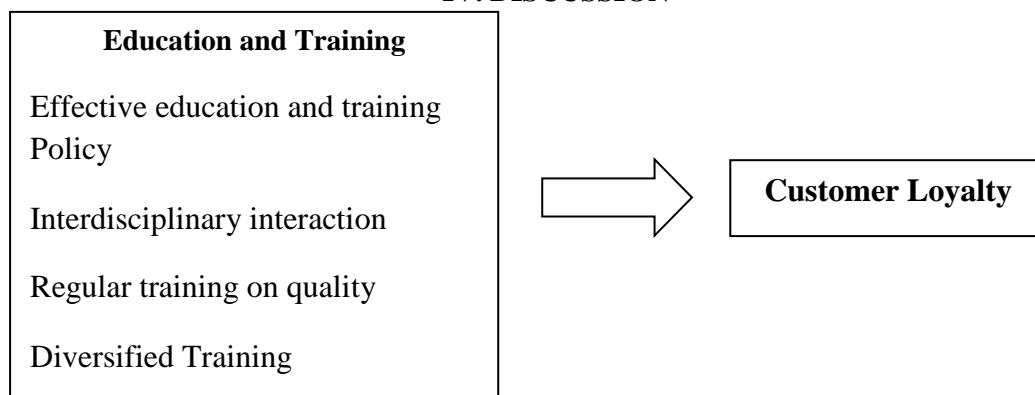 Education and Training
Effective education and training
Policy
Interdisciplinary interaction
Regular training on quality
Diversified Training
Customer Loyalty